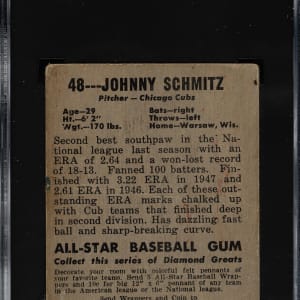 48---JOHNNY SCHMITZ
Pitcher - Chicago Cubs
Age-29 Bats-right
Ht.-6' 2" Throws-left
Wgt.-170 lbs. Home-Warsaw, Wis.
Second best southpaw in the Na-
tional league last season with an
ERA of 2.64 and a won-lost record
of 18-13. Fanned 100 batters. Fin-
ished with 3.22 ERA in 1947 and
2.61 ERA in 1946. Each of these out-
standing ERA marks chalked up
with Cub teams that finished deep
in second division. Has dazzling fast
ball and sharp-breaking curve.
ALL-STAR BASEBALL GUM
Collect this series of Diamond Greats
Decorate your room with colorful felt pennants of
your favorite teams. Send 5 All-Star Baseball Wrap-
pers and 10c for big 12" x 6" pennant of any team
in the American league or the National league.
Send Wrappers and Coin to